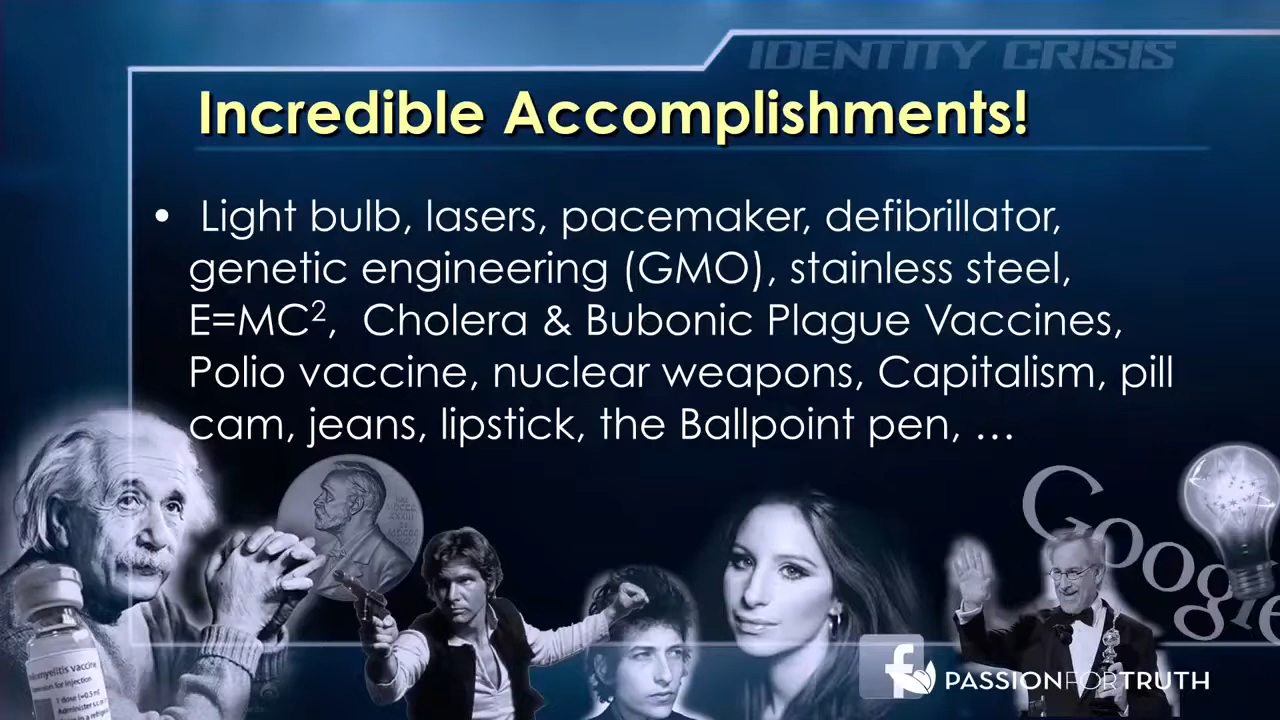 IDENTITY CRISIS
Incredible Accomplishments!
• Light bulb, lasers, pacemaker, defibrillator,
genetic engineering (GMO), stainless steel,
E=MC², Cholera & Bubonic Plague Vaccines,
Polio vaccine, nuclear weapons, Capitalism, pill
cam, jeans, lipstick, the Ballpoint pen, …
Google
f
PASSIONFORTRUTH